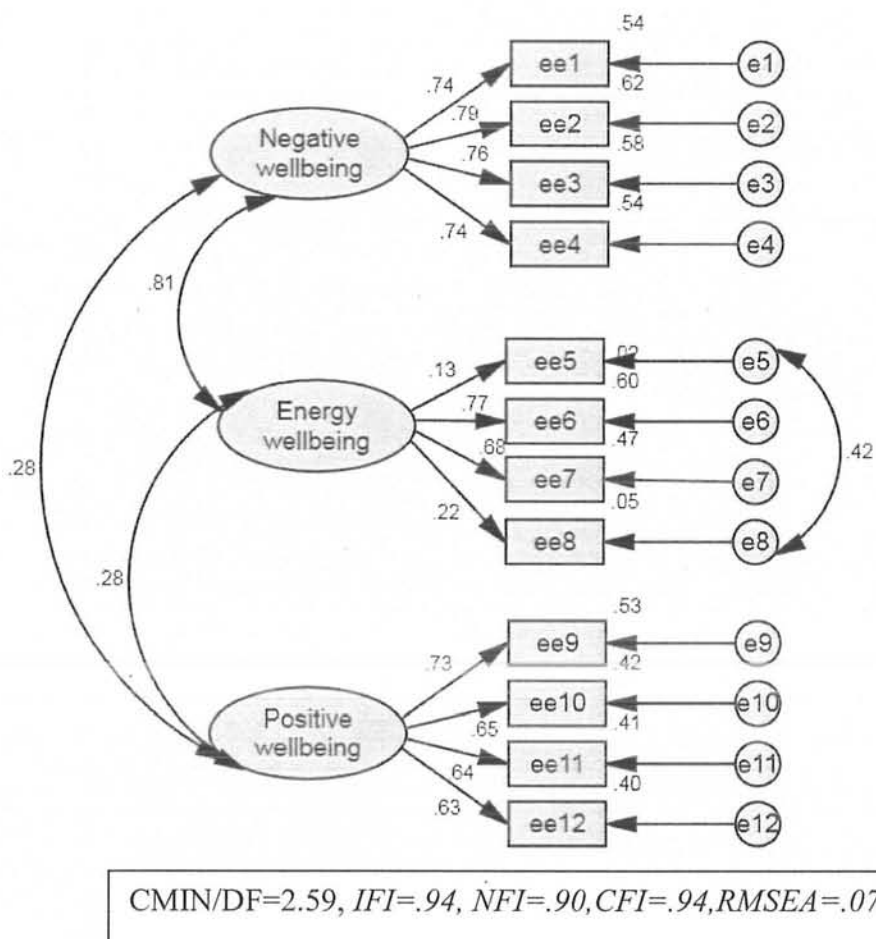 .54
ee1
e1
.74
.62
Negative
wellbeing
.79
ee2
e2
.58
.76
ee3
e3
.54
.74
ee4
e4
.81
ee5
e5
.13
.60
Energy
wellbeing
.77
ee6
e6
.47
.68
ee7
e7
.42
.28
.05
.22
ee8
e8
.28
.53
ee9
e9
.73
.42
Positive
wellbeing
.65
ee10
e10
.41
.64
ee11
e11
.40
.63
ee12
e12
CMIN/DF=2.59, IFI=.94, NFI=.90,CFI=.94,RMSEA=.07